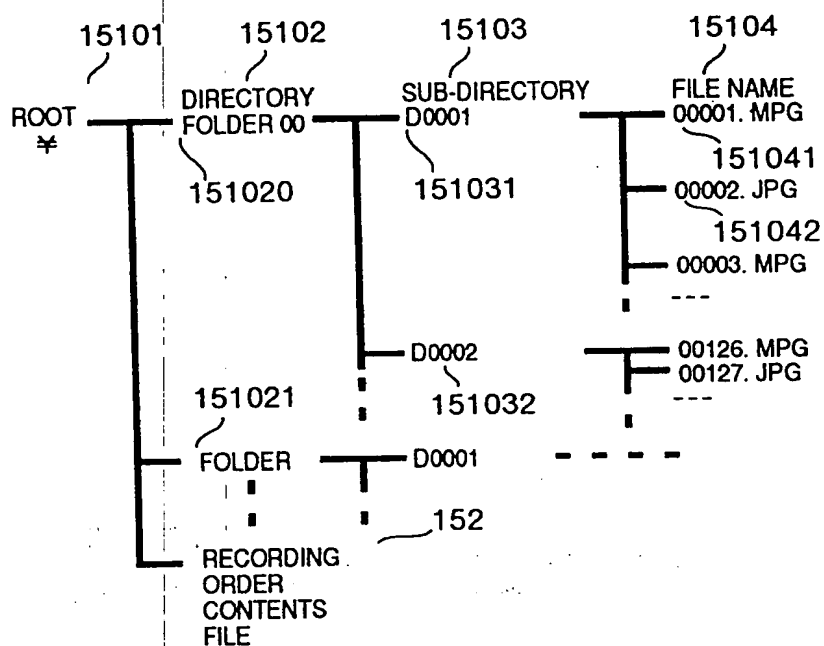 15101
15102
15103
15104
DIRECTORY
SUB-DIRECTORY
FILE NAME
ROOT
FOLDER 00
D0001
00001. MPG
¥
151020
151031
151041
00002. JPG
151042
00003. MPG
---
D0002
00126. MPG
151032
00127. JPG
---
151021
FOLDER
D0001
152
RECORDING
ORDER
CONTENTS
FILE